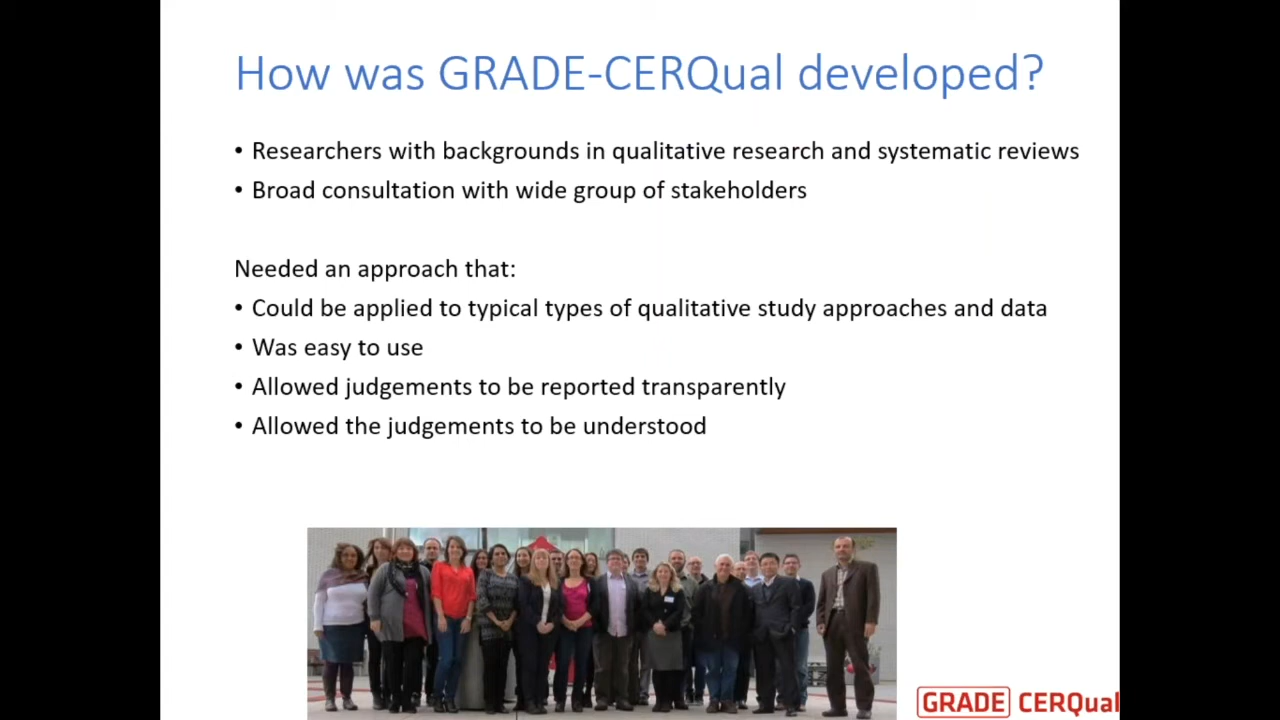 How was GRADE-CERQual developed?
• Researchers with backgrounds in qualitative research and systematic reviews
• Broad consultation with wide group of stakeholders
Needed an approach that:
• Could be applied to typical types of qualitative study approaches and data
• Was easy to use
• Allowed judgements to be reported transparently
• Allowed the judgements to be understood
GRADE CERQual